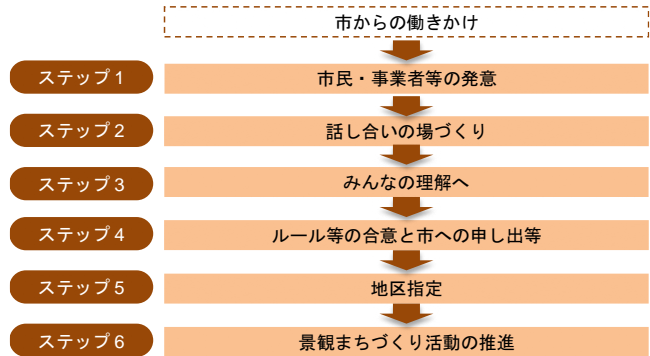 市からの働きかけ
ステップ1
市民・事業者等の発意
ステップ2
話し合いの場づくり
ステップ3
みんなの理解へ
ステップ4
ルール等の合意と市への申し出等
ステップ5
地区指定
ステップ6
景観まちづくり活動の推進